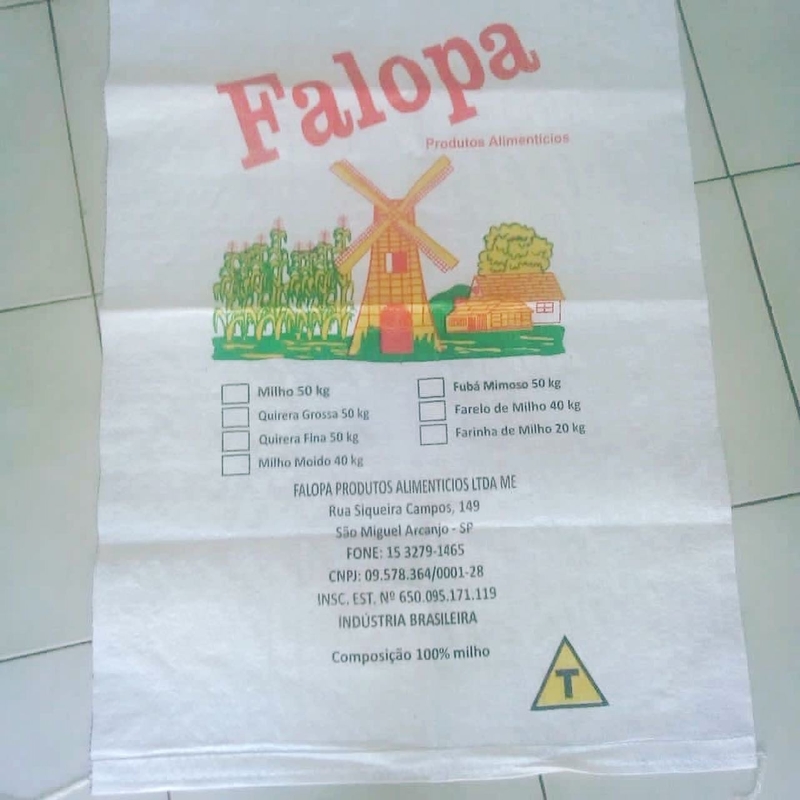 Falopa
Produtos Alimentícios
Milho 50 kg
Quirera Grossa 50 kg
Quirera Fina 50 kg
Milho Moido 40 kg
Fubá Mimoso 50 kg
Farelo de Milho 40 kg
Farinha de Milho 20 kg
FALOPA PRODUTOS ALIMENTICIOS LTDA ME
Rua Siqueira Campos, 149
São Miguel Arcanjo - SP
FONE: 15 3279-1465
CNPJ: 09.578.364/0001-28
INSC. EST. Nº 650.095.171.119
INDÚSTRIA BRASILEIRA
Composição 100% milho
T